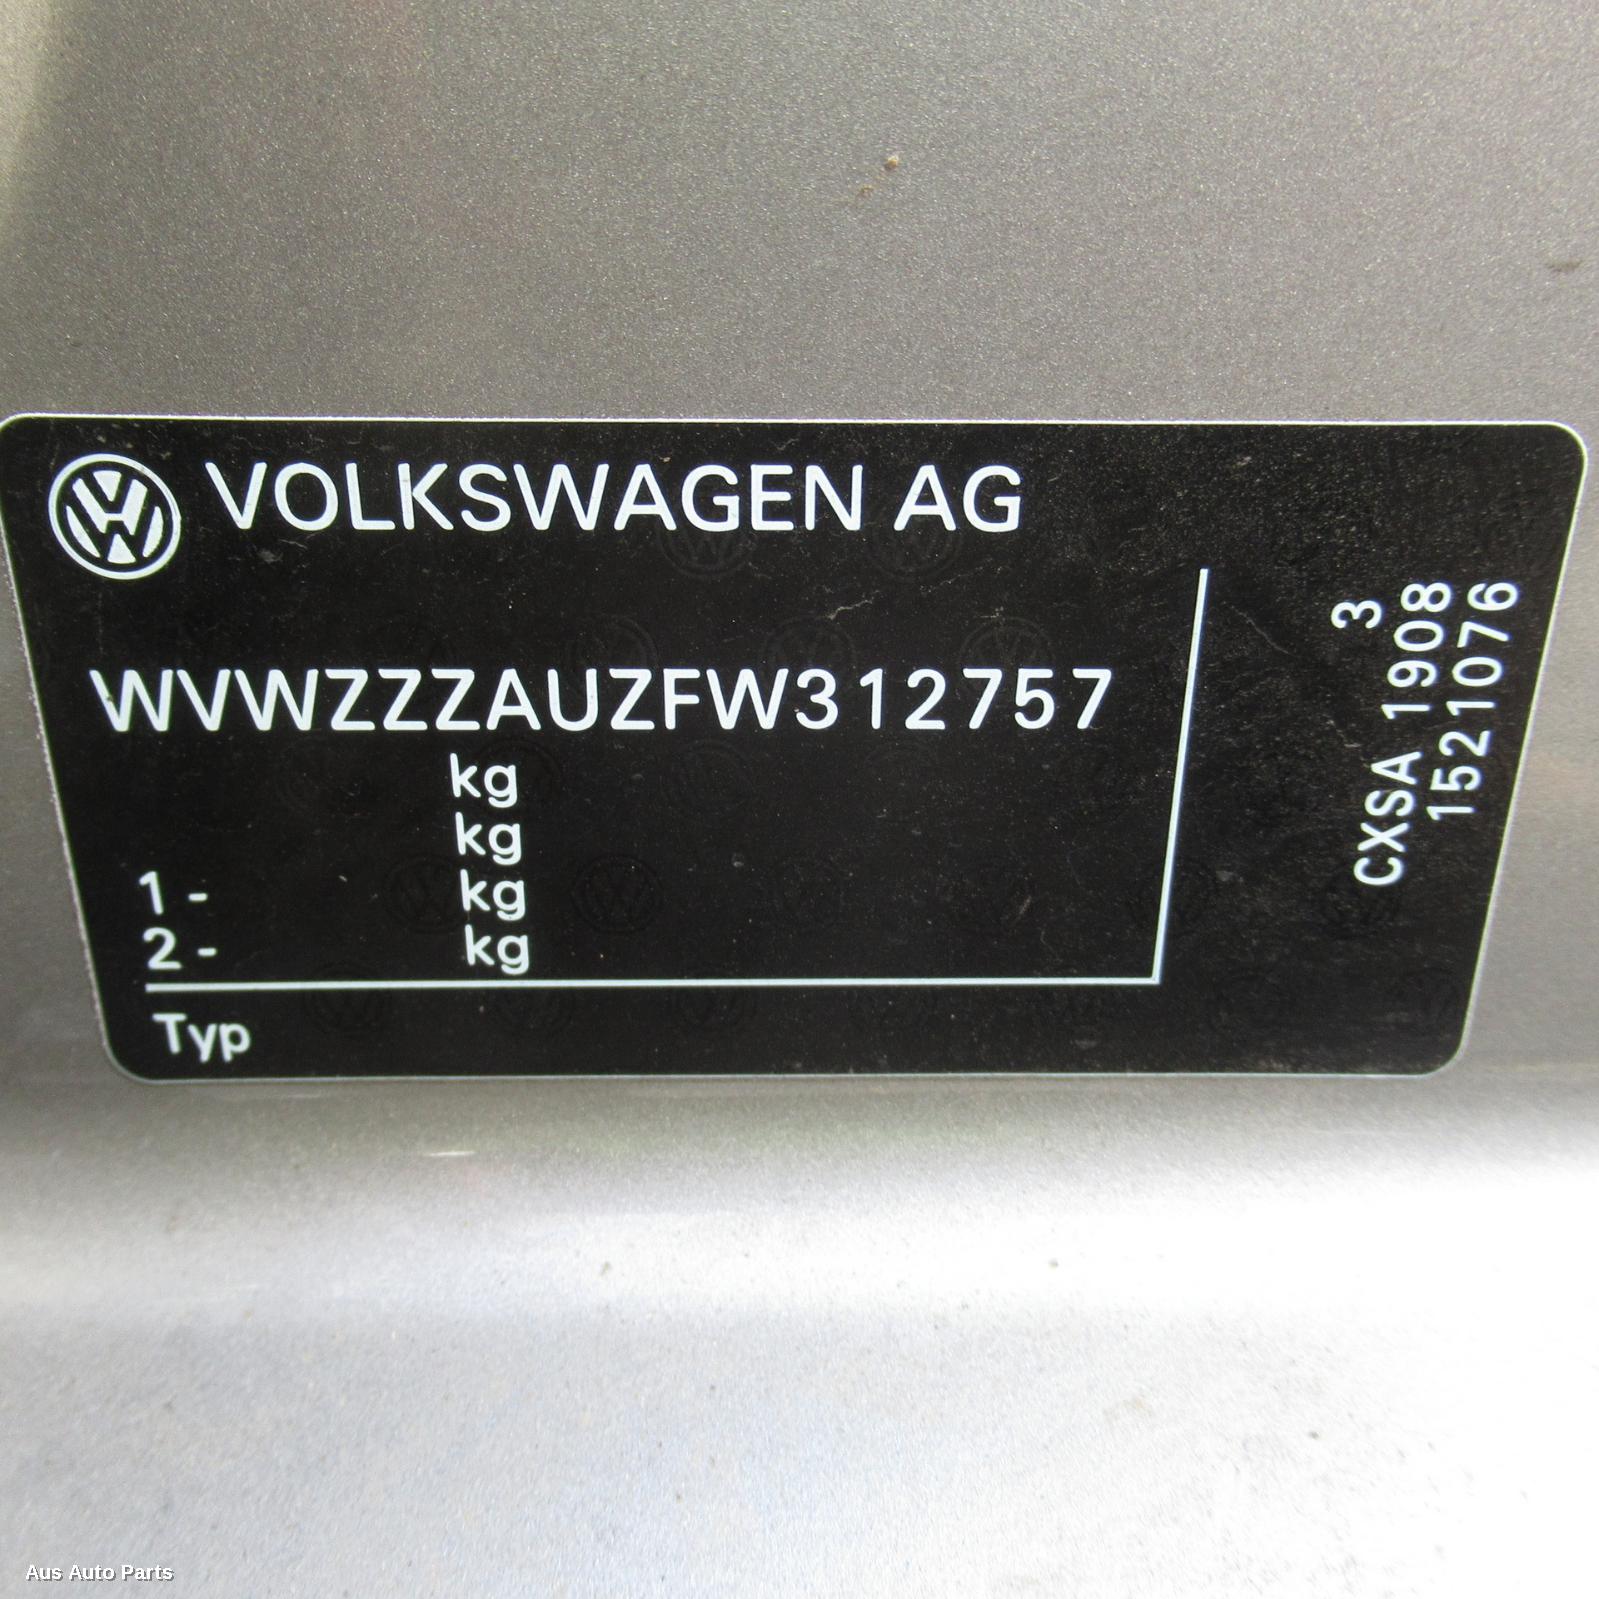 VOLKSWAGEN AG
WVWZZZAUZFW312757
kg
kg
1 - kg
2 - kg
Typ
3
CXSA 1908
1521076
Aus Auto Parts